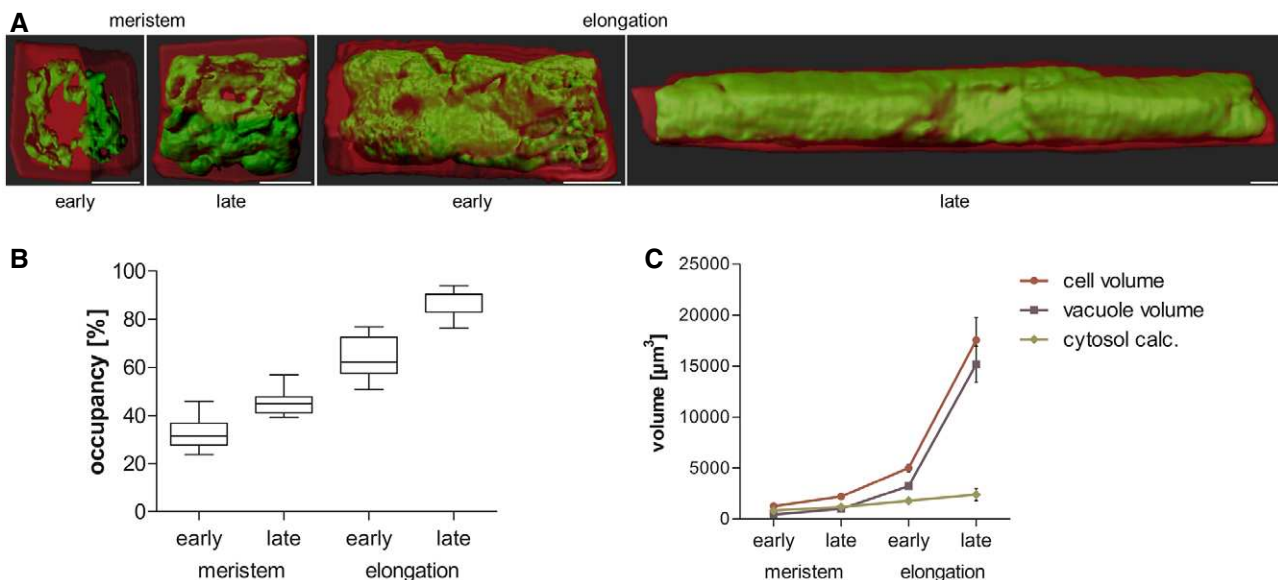 A
meristem elongation
early late early late
B
occupancy [%]
100
80
60
40
20
0
early late early late
meristem elongation
C
volume [µm³]
25000
20000
15000
10000
5000
0
early late early late
meristem elongation
cell volume
vacuole volume
cytosol calc.